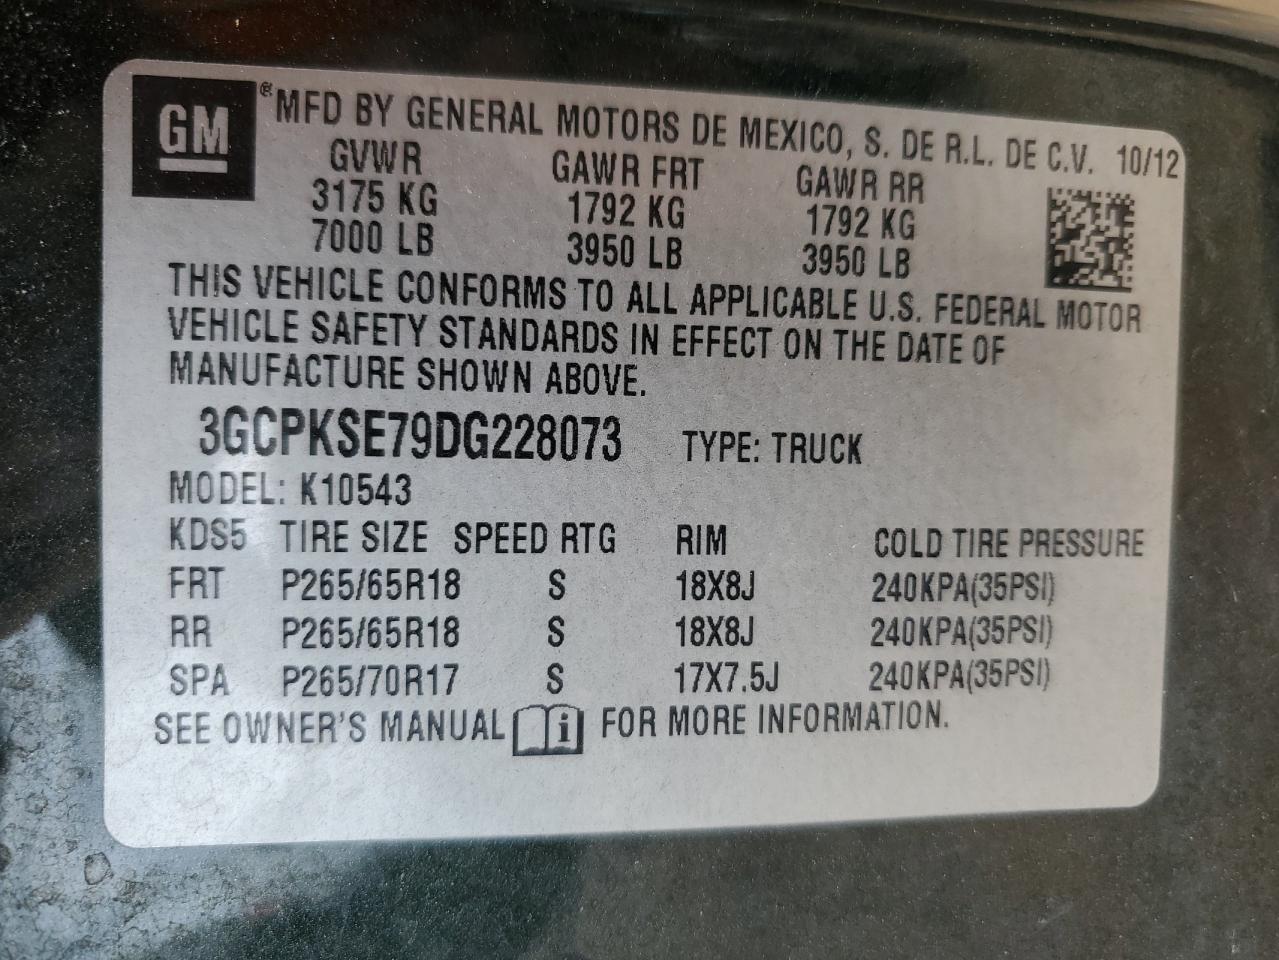 GM ® MFD BY GENERAL MOTORS DE MEXICO, S. DE R.L. DE C.V. 10/12
GVWR GAWR FRT GAWR RR
3175 KG 1792 KG 1792 KG
7000 LB 3950 LB 3950 LB
THIS VEHICLE CONFORMS TO ALL APPLICABLE U.S. FEDERAL MOTOR
VEHICLE SAFETY STANDARDS IN EFFECT ON THE DATE OF
MANUFACTURE SHOWN ABOVE.
3GCPKSE79DG228073 TYPE: TRUCK
MODEL: K10543
KDS5 TIRE SIZE SPEED RTG RIM COLD TIRE PRESSURE
FRT P265/65R18 S 18X8J 240KPA(35PSI)
RR P265/65R18 S 18X8J 240KPA(35PSI)
SPA P265/70R17 S 17X7.5J 240KPA(35PSI)
SEE OWNER'S MANUAL i FOR MORE INFORMATION.